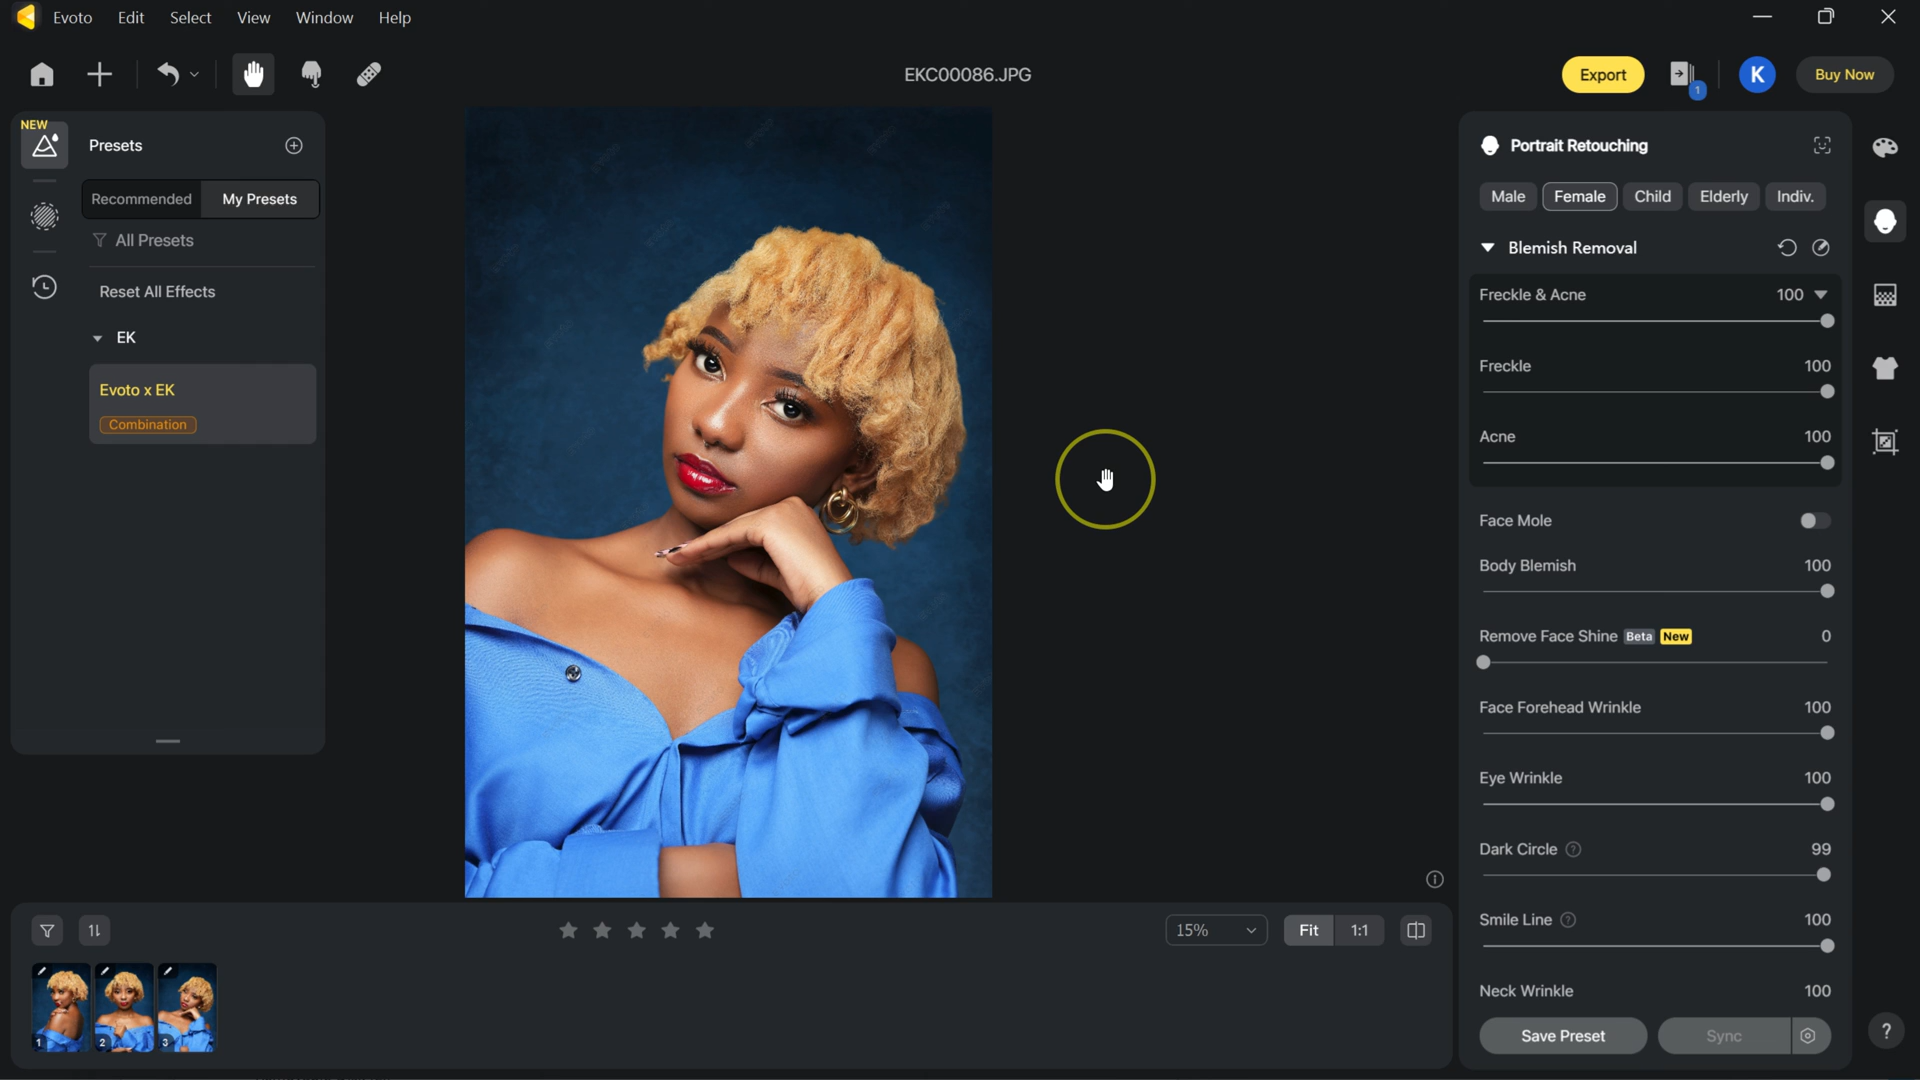 Evoto Edit Select View Window Help
EKC00086.JPG
Export
1
K
Buy Now
NEW
Presets
Recommended
My Presets
All Presets
Reset All Effects
EK
Evoto x EK
Combination
Portrait Retouching
Male Female Child Elderly Indiv.
Blemish Removal
Freckle & Acne 100
Freckle 100
Acne 100
Face Mole
Body Blemish 100
Remove Face Shine Beta New 0
Face Forehead Wrinkle 100
Eye Wrinkle 100
Dark Circle ? 99
Smile Line ? 100
Neck Wrinkle 100
Save Preset Sync
?
15% Fit 1:1
1 2 3